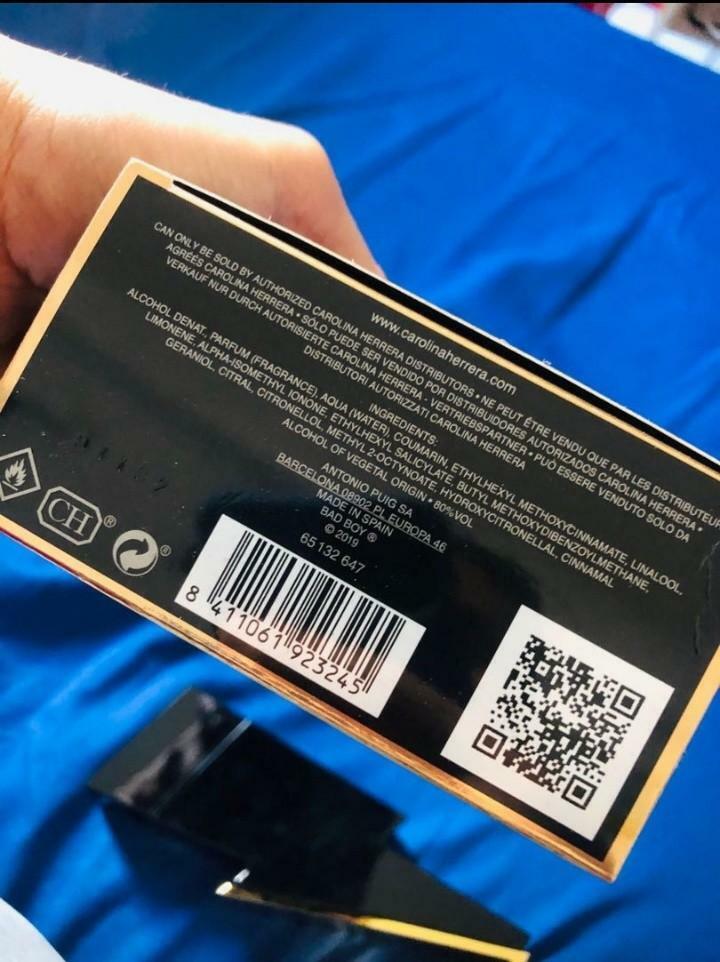 www.carolinaherrera.com
CAN ONLY BE SOLD BY AUTHORIZED CAROLINA HERRERA DISTRIBUTORS • NE PEUT ÊTRE VENDU QUE PAR LES DISTRIBUTEU
AGRÉÉS CAROLINA HERRERA • SÓLO PUEDE SER VENDIDO POR DISTRIBUIDORES AUTORIZADOS CAROLINA HERRERA •
VERKAUF NUR DURCH AUTORISIERTE CAROLINA HERRERA - VERTRIEBSPARTNER • PUÒ ESSERE VENDUTO SOLO DA
DISTRIBUTORI AUTORIZZATI CAROLINA HERRERA
INGREDIENTS:
ALCOHOL DENAT., PARFUM (FRAGRANCE), AQUA (WATER), COUMARIN, ETHYLHEXYL METHOXYCINNAMATE, LINALOOL,
LIMONENE, ALPHA-ISOMETHYL IONONE, ETHYLHEXYL SALICYLATE, BUTYL METHOXYDIBENZOYLMETHANE,
GERANIOL, CITRAL, CITRONELLOL, METHYL 2-OCTYNOATE, HYDROXYCITRONELLAL, CINNAMAL
ALCOHOL OF VEGETAL ORIGIN • 80%VOL
ANTONIO PUIG SA
BARCELONA 08902 PL EUROPA 46
MADE IN SPAIN
BAD BOY ®
© 2019
65 132 647
CH ®
®
8 411061 923245